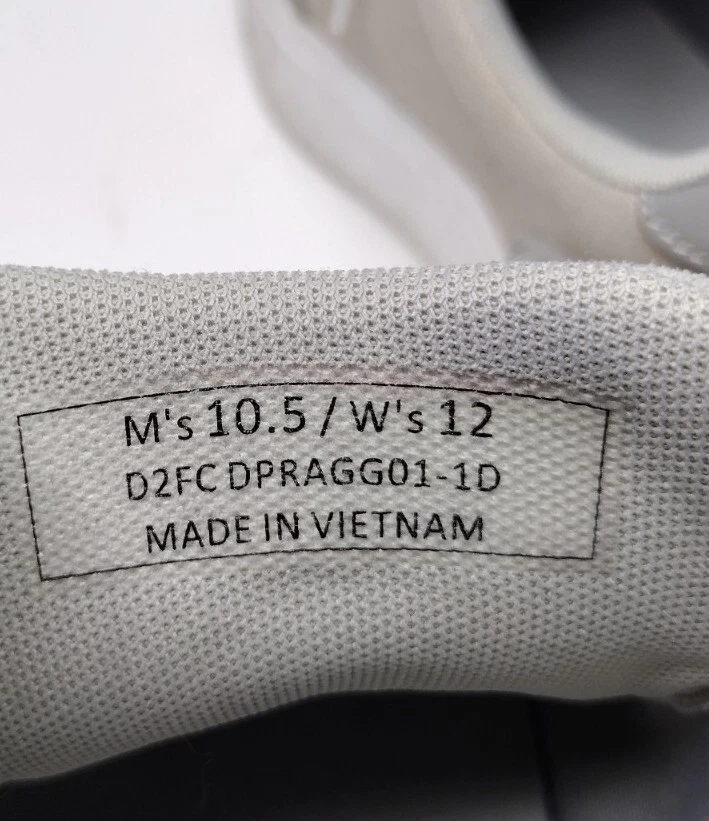 M's 10.5 / W's 12
D2FC DPRAGG01-1D
MADE IN VIETNAM